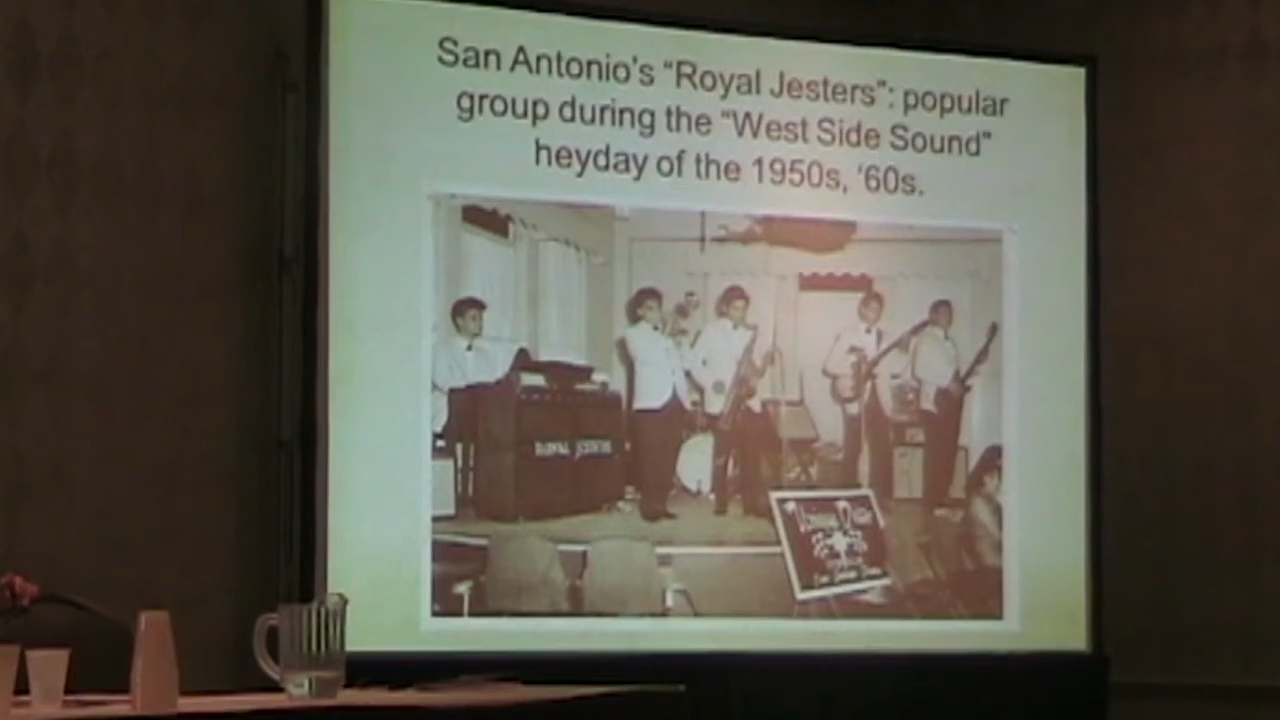 San Antonio's “Royal Jesters”: popular
group during the “West Side Sound”
heyday of the 1950s, ‘60s.
ROYAL JESTERS